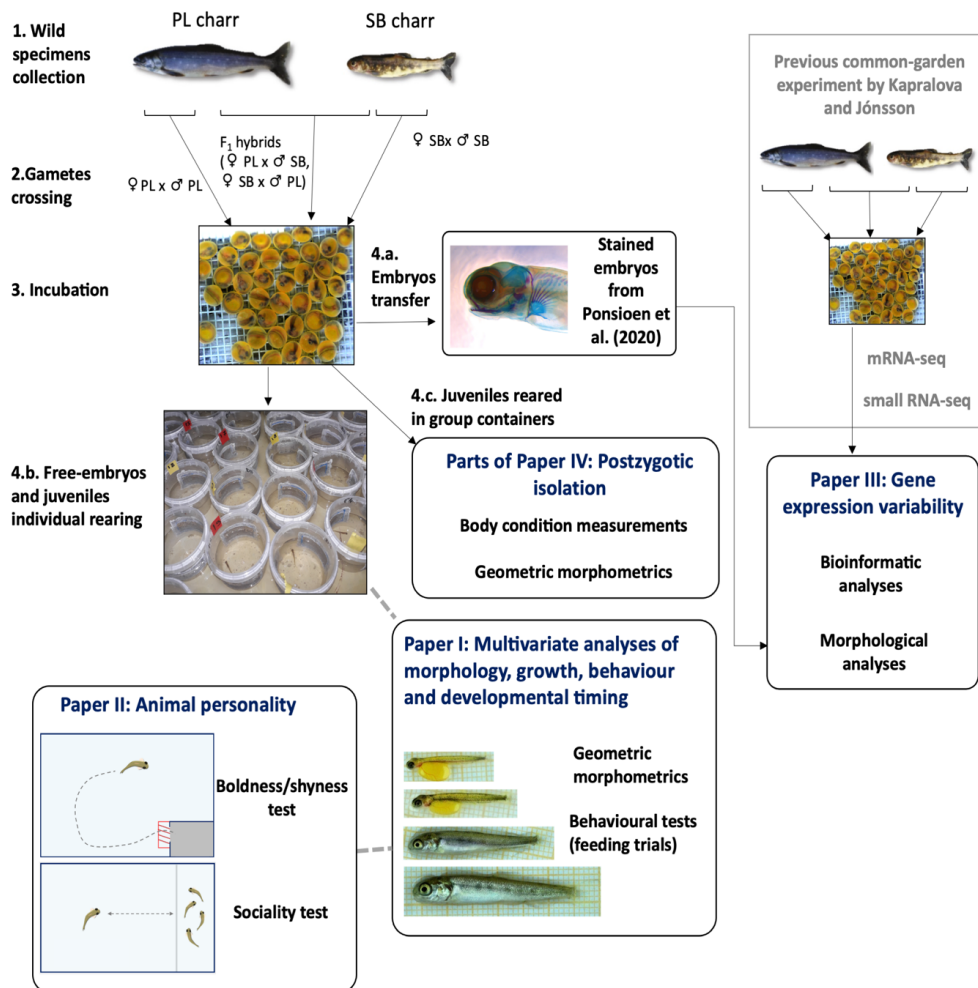 PL charr
SB charr
1. Wild
specimens
collection
F1 hybrids
(♀ PL x ♂ SB,
♀ SB x ♂ PL)
♀ SBx ♂ SB
2.Gametes
crossing
♀ PL x ♂ PL
3. Incubation
4.a.
Embryos
transfer
Stained
embryos
from
Ponsioen et
al. (2020)
Previous common-garden
experiment by Kapralova
and Jónsson
mRNA-seq
small RNA-seq
4.b. Free-embryos
and juveniles
individual rearing
4.c. Juveniles reared
in group containers
Parts of Paper IV: Postzygotic
isolation
Body condition measurements
Geometric morphometrics
Paper III: Gene
expression variability
Bioinformatic
analyses
Morphological
analyses
Paper I: Multivariate analyses of
morphology, growth, behaviour
and developmental timing
Geometric
morphometrics
Behavioural tests
(feeding trials)
Paper II: Animal personality
Boldness/shyness
test
Sociality test